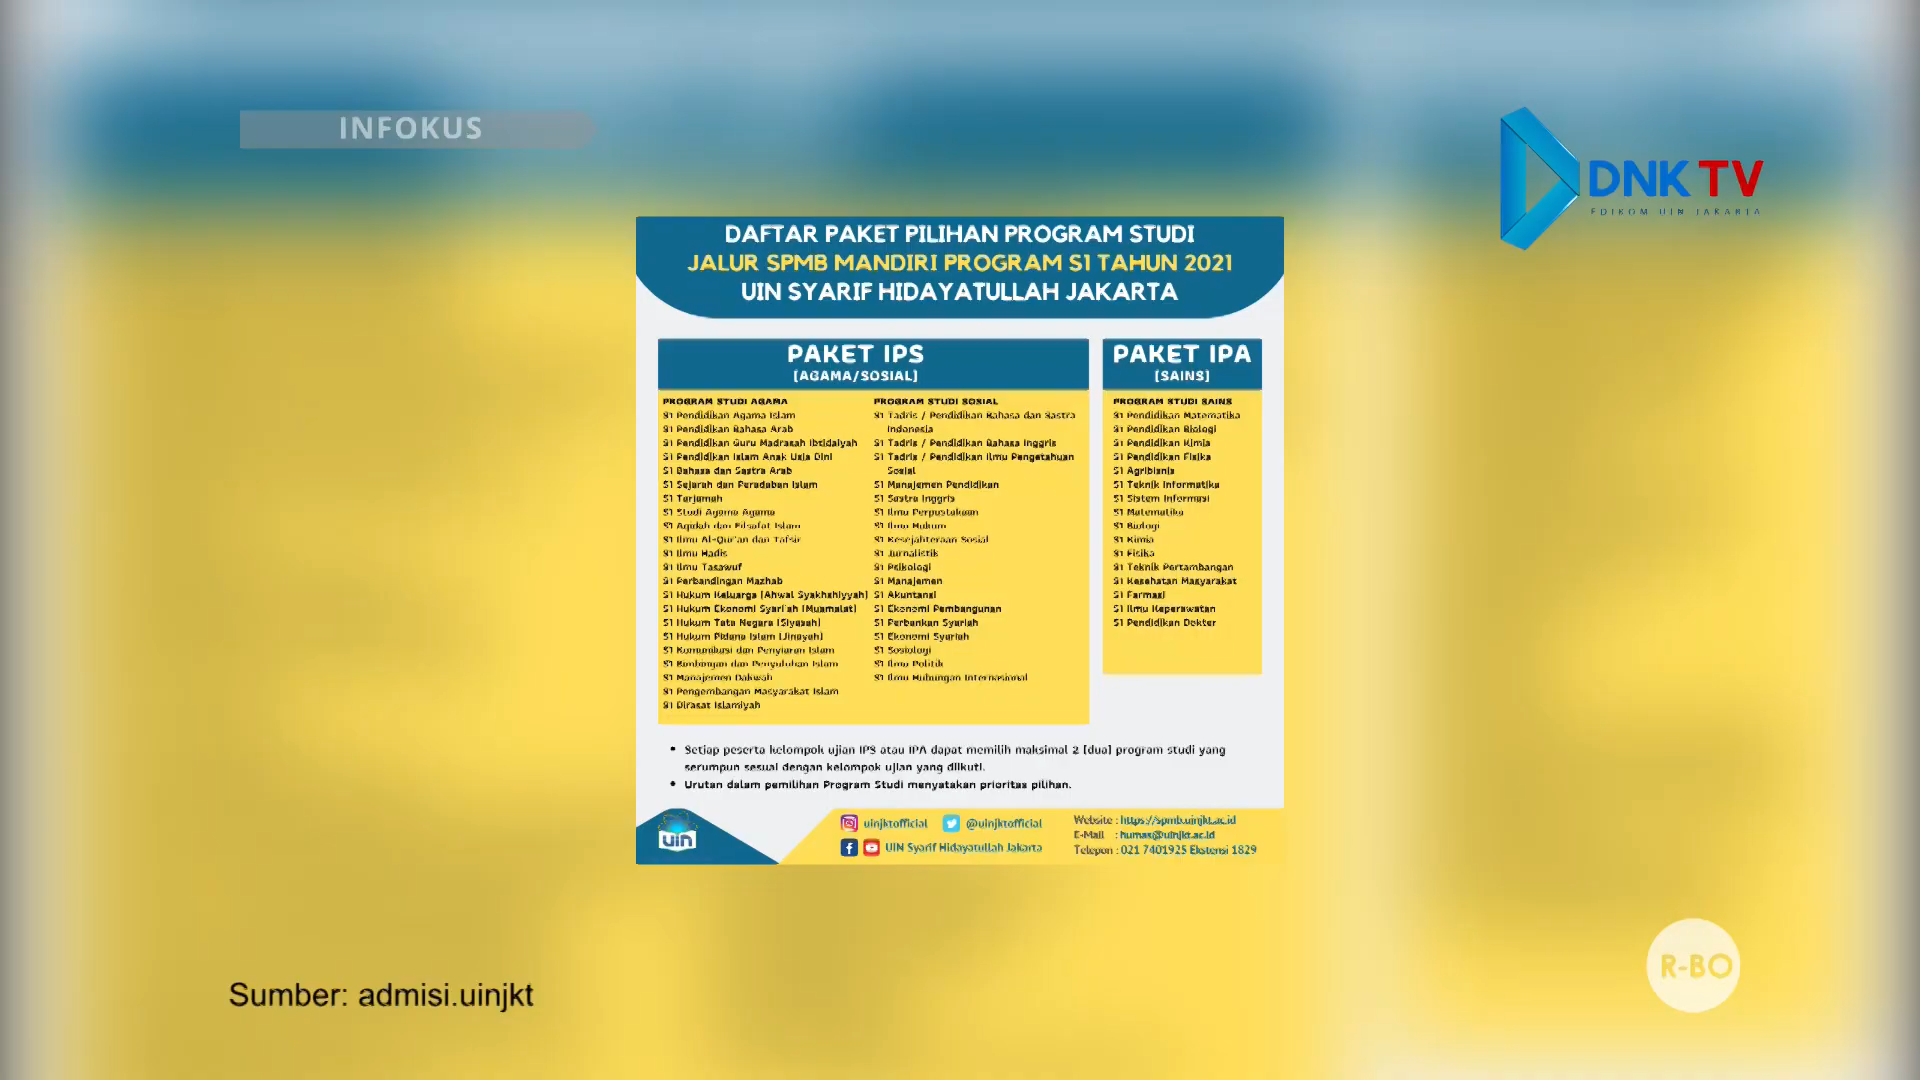 INFOKUS
DNK TV
FDIKOM UIN JAKARTA
DAFTAR PAKET PILIHAN PROGRAM STUDI
JALUR SPMB MANDIRI PROGRAM S1 TAHUN 2021
UIN SYARIF HIDAYATULLAH JAKARTA
PAKET IPS
[AGAMA/SOSIAL]
PROGRAM STUDI AGAMA
S1 Pendidikan Agama Islam
S1 Pendidikan Bahasa Arab
S1 Pendidikan Guru Madrasah Ibtidaiyah
S1 Pendidikan Islam Anak Usia Dini
S1 Bahasa dan Sastra Arab
S1 Sejarah dan Peradaban Islam
S1 Tarjamah
S1 Studi Agama Agama
S1 Aqidah dan Filsafat Islam
S1 Ilmu Al-Qur'an dan Tafsir
S1 Ilmu Hadis
S1 Ilmu Tasawuf
S1 Perbandingan Mazhab
S1 Hukum Keluarga [Ahwal Syakhshiyyah]
S1 Hukum Ekonomi Syari'ah [Muamalat]
S1 Hukum Tata Negara [Siyasah]
S1 Hukum Pidana Islam [Jinayah]
S1 Komunikasi dan Penyiaran Islam
S1 Bimbingan dan Penyuluhan Islam
S1 Manajemen Dakwah
S1 Pengembangan Masyarakat Islam
S1 Dirasat Islamiyah
PROGRAM STUDI SOSIAL
S1 Tadris / Pendidikan Bahasa dan Sastra
Indonesia
S1 Tadris / Pendidikan Bahasa Inggris
S1 Tadris / Pendidikan Ilmu Pengetahuan
Sosial
S1 Manajemen Pendidikan
S1 Sastra Inggris
S1 Ilmu Perpustakaan
S1 Ilmu Hukum
S1 Kesejahteraan Sosial
S1 Jurnalistik
S1 Psikologi
S1 Manajemen
S1 Akuntansi
S1 Ekonomi Pembangunan
S1 Perbankan Syariah
S1 Ekonomi Syariah
S1 Sosiologi
S1 Ilmu Politik
S1 Ilmu Hubungan Internasional
PAKET IPA
[SAINS]
PROGRAM STUDI SAINS
S1 Pendidikan Matematika
S1 Pendidikan Biologi
S1 Pendidikan Kimia
S1 Pendidikan Fisika
S1 Agribisnis
S1 Teknik Informatika
S1 Sistem Informasi
S1 Matematika
S1 Biologi
S1 Kimia
S1 Fisika
S1 Teknik Pertambangan
S1 Kesehatan Masyarakat
S1 Farmasi
S1 Ilmu Keperawatan
S1 Pendidikan Dokter
• Setiap peserta kelompok ujian IPS atau IPA dapat memilih maksimal 2 [dua] program studi yang
serumpun sesuai dengan kelompok ujian yang diikuti.
• Urutan dalam pemilihan Program Studi menyatakan prioritas pilihan.
uin
uinjktofficial @uinjktofficial
UIN Syarif Hidayatullah Jakarta
Website : https://spmb.uinjkt.ac.id
E-Mail : humas@uinjkt.ac.id
Telepon : 021 7401925 Ekstensi 1829
R-BO
Sumber: admisi.uinjkt